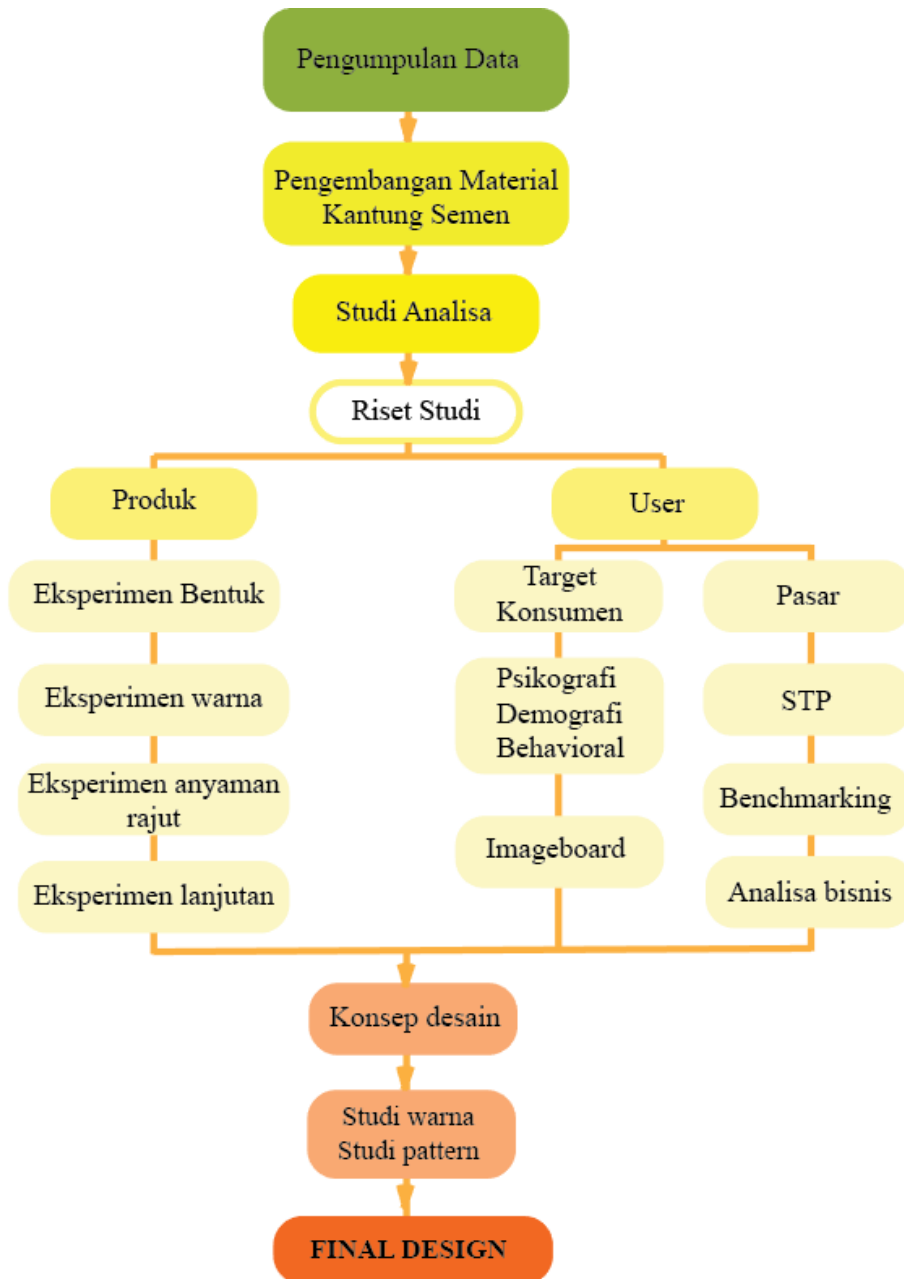 Pengumpulan Data
Pengembangan Material
Kantung Semen
Studi Analisa
Riset Studi
Produk
User
Eksperimen Bentuk
Target
Konsumen
Pasar
Eksperimen warna
Psikografi
Demografi
Behavioral
STP
Eksperimen anyaman
rajut
Benchmarking
Imageboard
Eksperimen lanjutan
Analisa bisnis
Konsep desain
Studi warna
Studi pattern
FINAL DESIGN